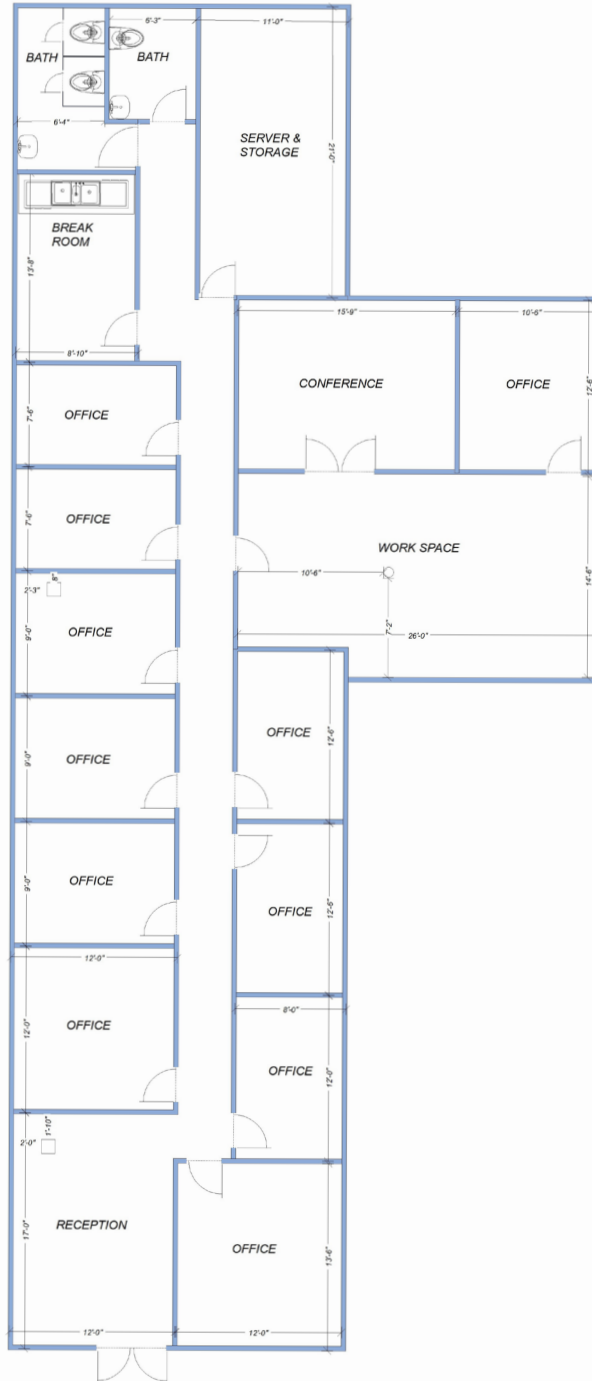 6'-3"
11'-0"
BATH
BATH
6'-4"
SERVER &
STORAGE
21'-0"
BREAK
ROOM
13'-8"
8'-10"
15'-9"
10'-6"
CONFERENCE
OFFICE
12'-6"
OFFICE
7'-6"
OFFICE
7'-6"
WORK SPACE
10'-6"
14'-6"
7'-2"
26'-0"
8"
2'-3"
OFFICE
9'-0"
OFFICE
12'-6"
OFFICE
9'-0"
OFFICE
9'-0"
OFFICE
12'-6"
12'-0"
OFFICE
12'-0"
8'-0"
OFFICE
12'-0"
1'-10"
2'-0"
RECEPTION
17'-0"
OFFICE
13'-6"
12'-0"
12'-0"